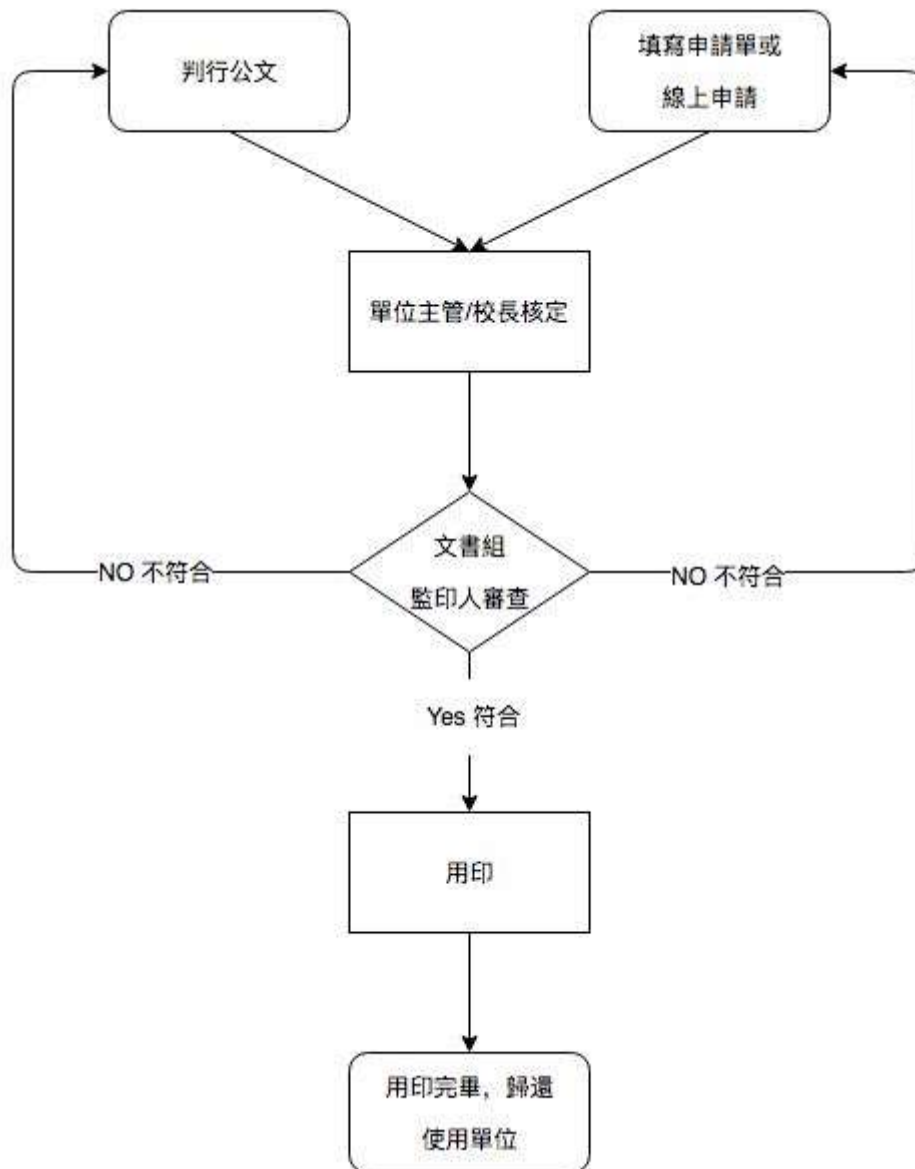 判行公文
填寫申請單或
線上申請
單位主管/校長核定
文書組
監印人審查
NO 不符合
NO 不符合
Yes 符合
用印
用印完畢，歸還
使用單位